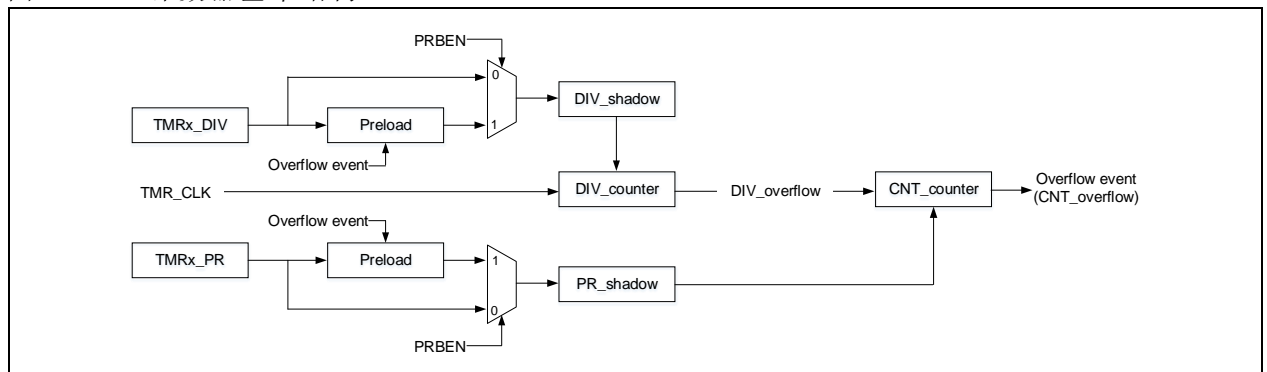 PRBEN
0
DIV_shadow
TMRx_DIV
Preload
1
Overflow event
TMR_CLK
DIV_counter
DIV_overflow
CNT_counter
Overflow event
(CNT_overflow)
Overflow event
TMRx_PR
Preload
1
PR_shadow
0
PRBEN